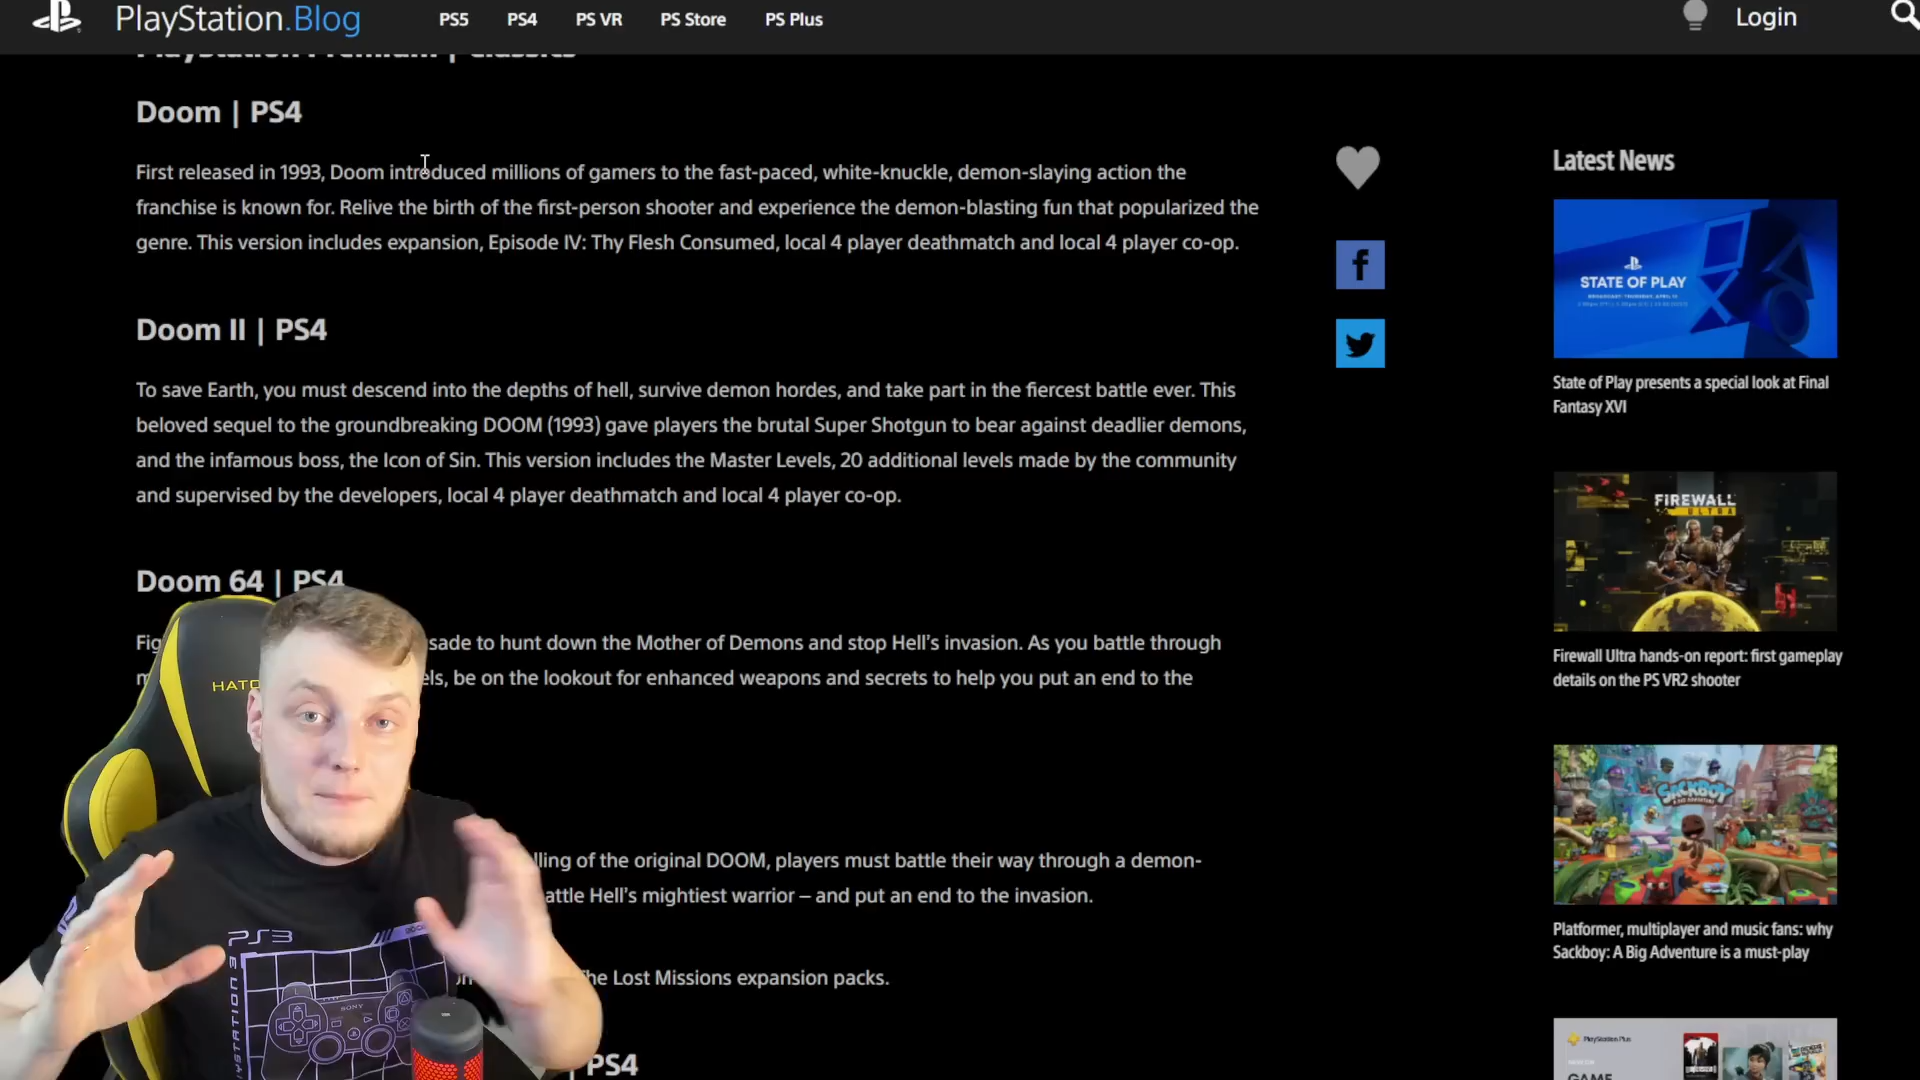 PlayStation.Blog PS5 PS4 PS VR PS Store PS Plus Login
PlayStation Premium | Classics
Doom | PS4
First released in 1993, Doom introduced millions of gamers to the fast-paced, white-knuckle, demon-slaying action the
franchise is known for. Relive the birth of the first-person shooter and experience the demon-blasting fun that popularized the
genre. This version includes expansion, Episode IV: Thy Flesh Consumed, local 4 player deathmatch and local 4 player co-op.
Doom II | PS4
To save Earth, you must descend into the depths of hell, survive demon hordes, and take part in the fiercest battle ever. This
beloved sequel to the groundbreaking DOOM (1993) gave players the brutal Super Shotgun to bear against deadlier demons,
and the infamous boss, the Icon of Sin. This version includes the Master Levels, 20 additional levels made by the community
and supervised by the developers, local 4 player deathmatch and local 4 player co-op.
Doom 64 | PS4
Fig sade to hunt down the Mother of Demons and stop Hell's invasion. As you battle through
m els, be on the lookout for enhanced weapons and secrets to help you put an end to the
lling of the original DOOM, players must battle their way through a demon-
attle Hell's mightiest warrior – and put an end to the invasion.
he Lost Missions expansion packs.
| PS4
HATO
PS3
SONY
Latest News
STATE OF PLAY
State of Play presents a special look at Final
Fantasy XVI
FIREWALL
ULTRA
Firewall Ultra hands-on report: first gameplay
details on the PS VR2 shooter
SACKBOY
Platformer, multiplayer and music fans: why
Sackboy: A Big Adventure is a must-play
PlayStation Plus
GAME